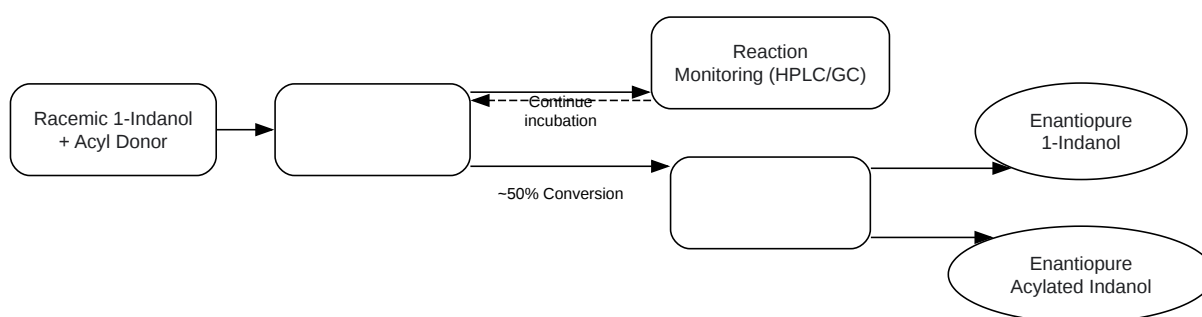 Reaction
Monitoring (HPLC/GC)
Racemic 1-Indanol
+ Acyl Donor
Continue
incubation
~50% Conversion
Enantiopure
1-Indanol
Enantiopure
Acylated Indanol